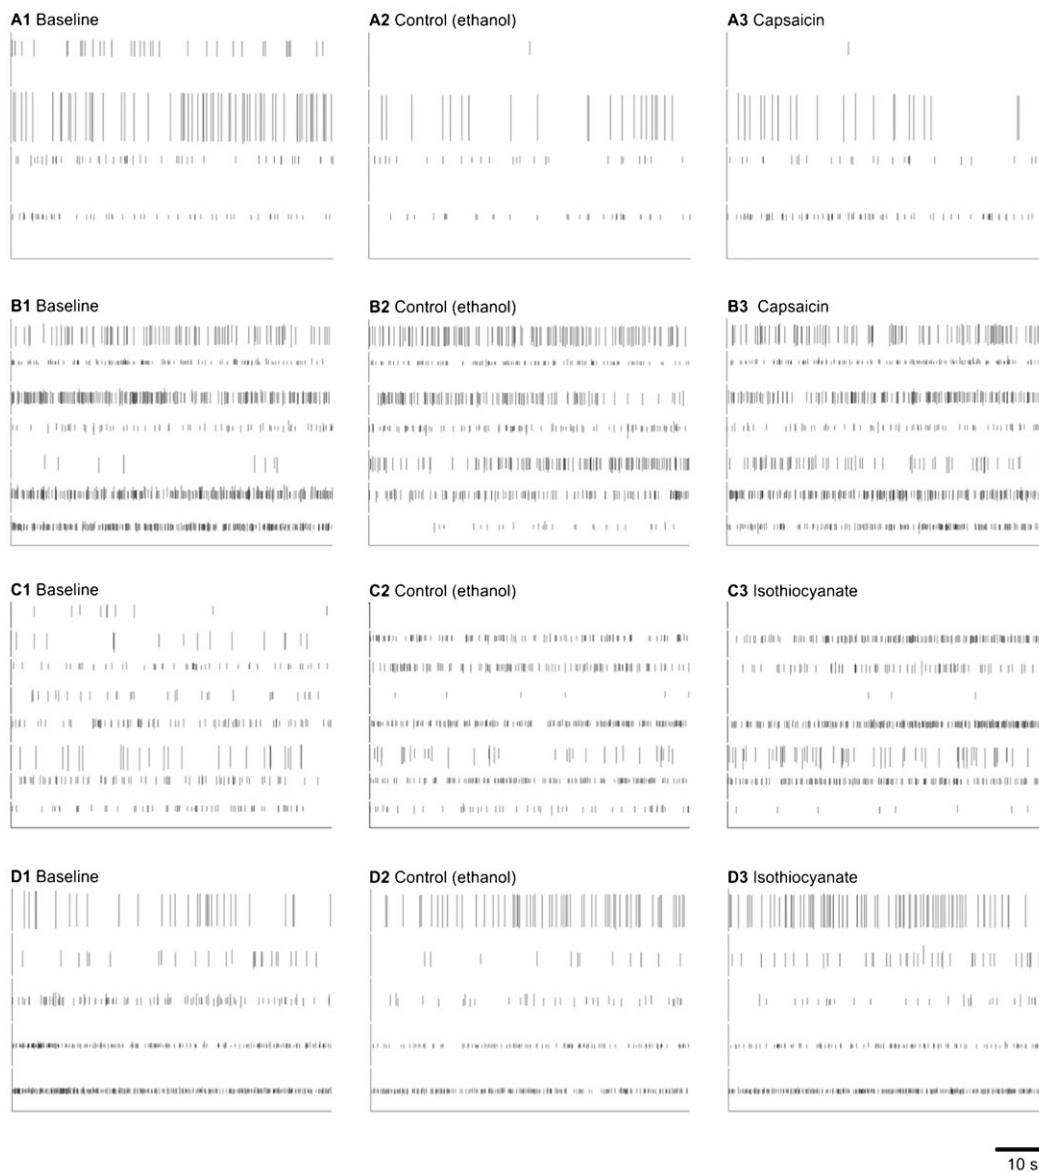 A1 Baseline
A2 Control (ethanol)
A3 Capsaicin
B1 Baseline
B2 Control (ethanol)
B3 Capsaicin
C1 Baseline
C2 Control (ethanol)
C3 Isothiocyanate
D1 Baseline
D2 Control (ethanol)
D3 Isothiocyanate
10 s